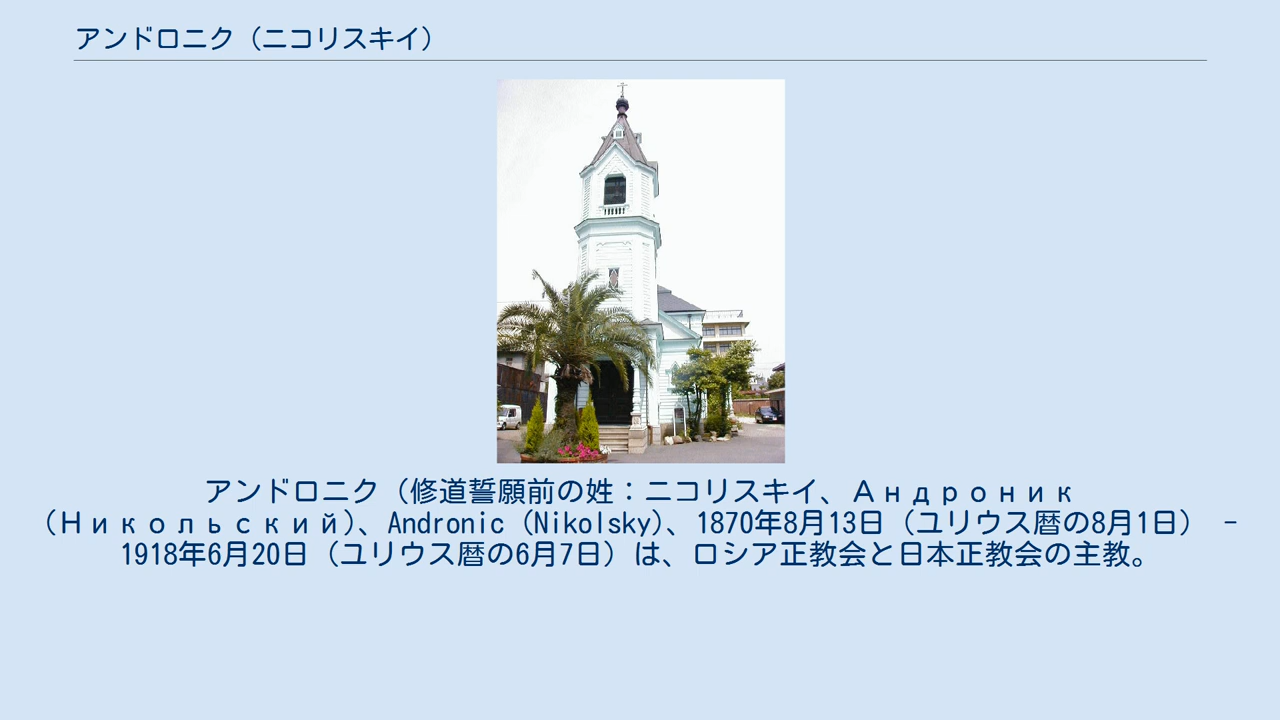 アンドロニク（ニコリスキイ）
アンドロニク（修道誓願前の姓：ニコリスキイ、Андроник
（Никольский）、Andronic (Nikolsky)、1870年8月13日（ユリウス暦の8月1日） -
1918年6月20日（ユリウス暦の6月7日）は、ロシア正教会と日本正教会の主教。